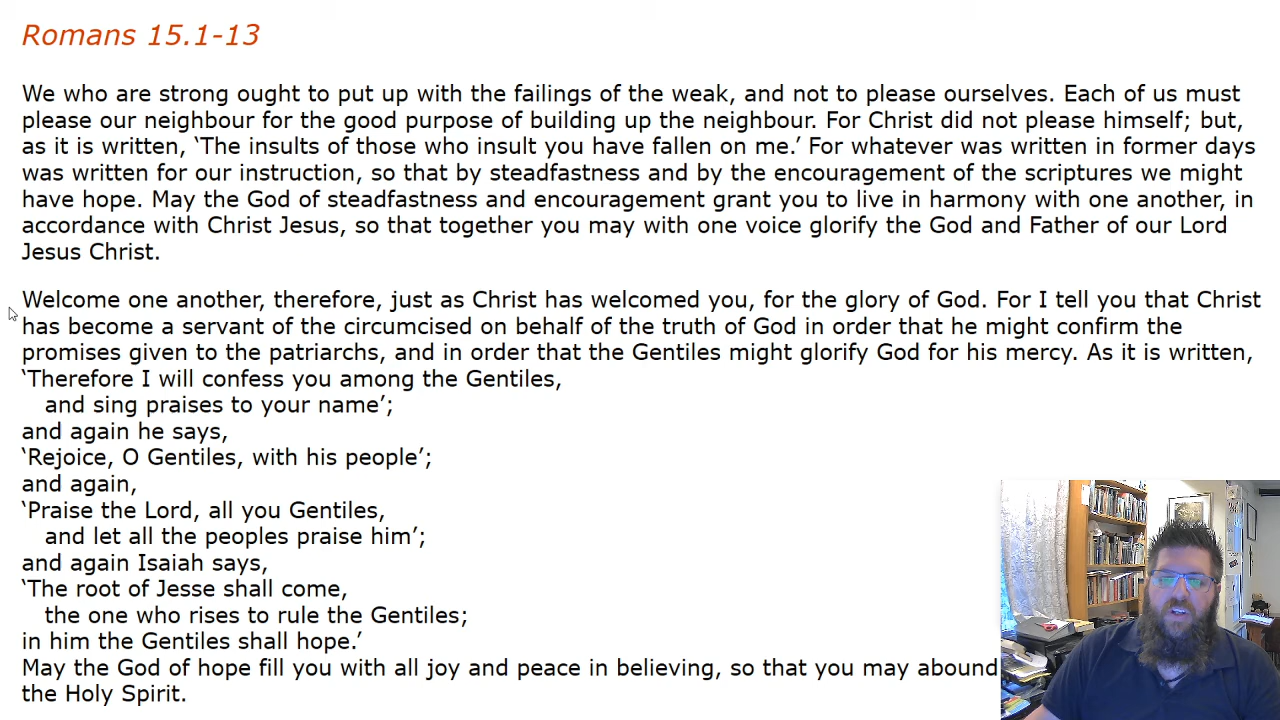 Romans 15.1-13
We who are strong ought to put up with the failings of the weak, and not to please ourselves. Each of us must
please our neighbour for the good purpose of building up the neighbour. For Christ did not please himself; but,
as it is written, ‘The insults of those who insult you have fallen on me.’ For whatever was written in former days
was written for our instruction, so that by steadfastness and by the encouragement of the scriptures we might
have hope. May the God of steadfastness and encouragement grant you to live in harmony with one another, in
accordance with Christ Jesus, so that together you may with one voice glorify the God and Father of our Lord
Jesus Christ.
Welcome one another, therefore, just as Christ has welcomed you, for the glory of God. For I tell you that Christ
has become a servant of the circumcised on behalf of the truth of God in order that he might confirm the
promises given to the patriarchs, and in order that the Gentiles might glorify God for his mercy. As it is written,
‘Therefore I will confess you among the Gentiles,
and sing praises to your name’;
and again he says,
‘Rejoice, O Gentiles, with his people’;
and again,
‘Praise the Lord, all you Gentiles,
and let all the peoples praise him’;
and again Isaiah says,
‘The root of Jesse shall come,
the one who rises to rule the Gentiles;
in him the Gentiles shall hope.’
May the God of hope fill you with all joy and peace in believing, so that you may abound
the Holy Spirit.